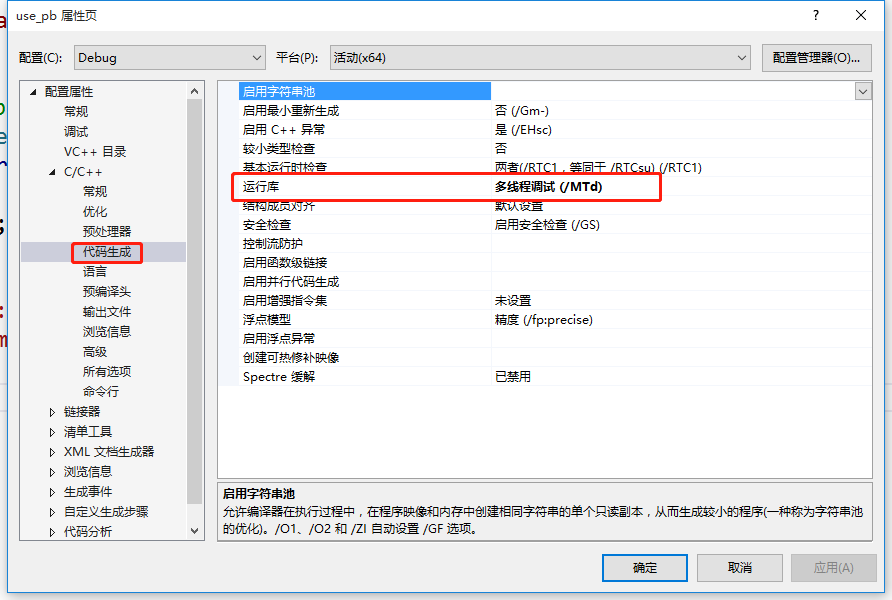 use_pb 属性页
配置(C): Debug 平台(P): 活动(x64) 配置管理器(O)...
配置属性
常规
调试
VC++ 目录
C/C++
常规
优化
预处理器
代码生成
语言
预编译头
输出文件
浏览信息
高级
所有选项
命令行
链接器
清单工具
XML 文档生成器
浏览信息
生成事件
自定义生成步骤
代码分析
启用字符串池
启用最小重新生成 否 (/Gm-)
启用 C++ 异常 是 (/EHsc)
较小类型检查 否
基本运行时检查 两者(/RTC1，等同于 /RTCsu) (/RTC1)
运行库 多线程调试 (/MTd)
结构成员对齐 默认设置
安全检查 启用安全检查 (/GS)
控制流防护
启用函数级链接
启用并行代码生成
启用增强指令集 未设置
浮点模型 精度 (/fp:precise)
启用浮点异常
创建可热修补映像
Spectre 缓解 已禁用
启用字符串池
允许编译器在执行过程中，在程序映像和内存中创建相同字符串的单个只读副本，从而生成较小的程序(一种称为字符串池
的优化)。/O1、/O2 和 /ZI 自动设置 /GF 选项。
确定 取消 应用(A)